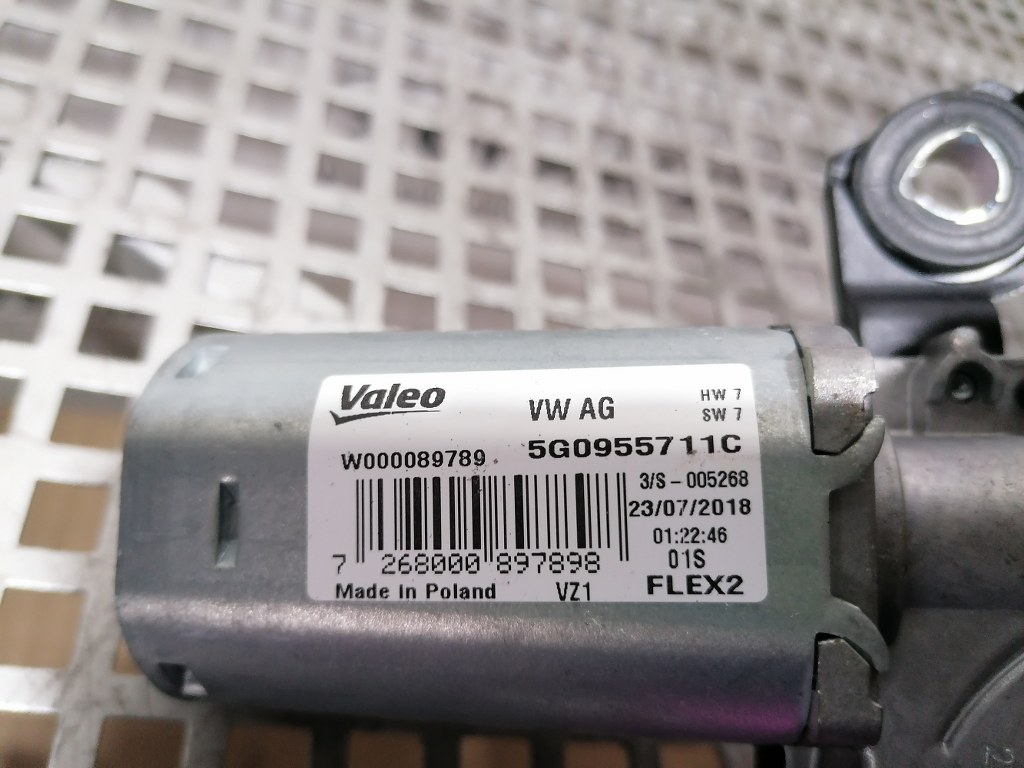 Valeo
VW AG
HW 7
SW 7
W000089789
5G0955711C
3/S - 005268
23/07/2018
01:22:46
7 268000 897898
01S
Made in Poland
VZ1
FLEX2
2